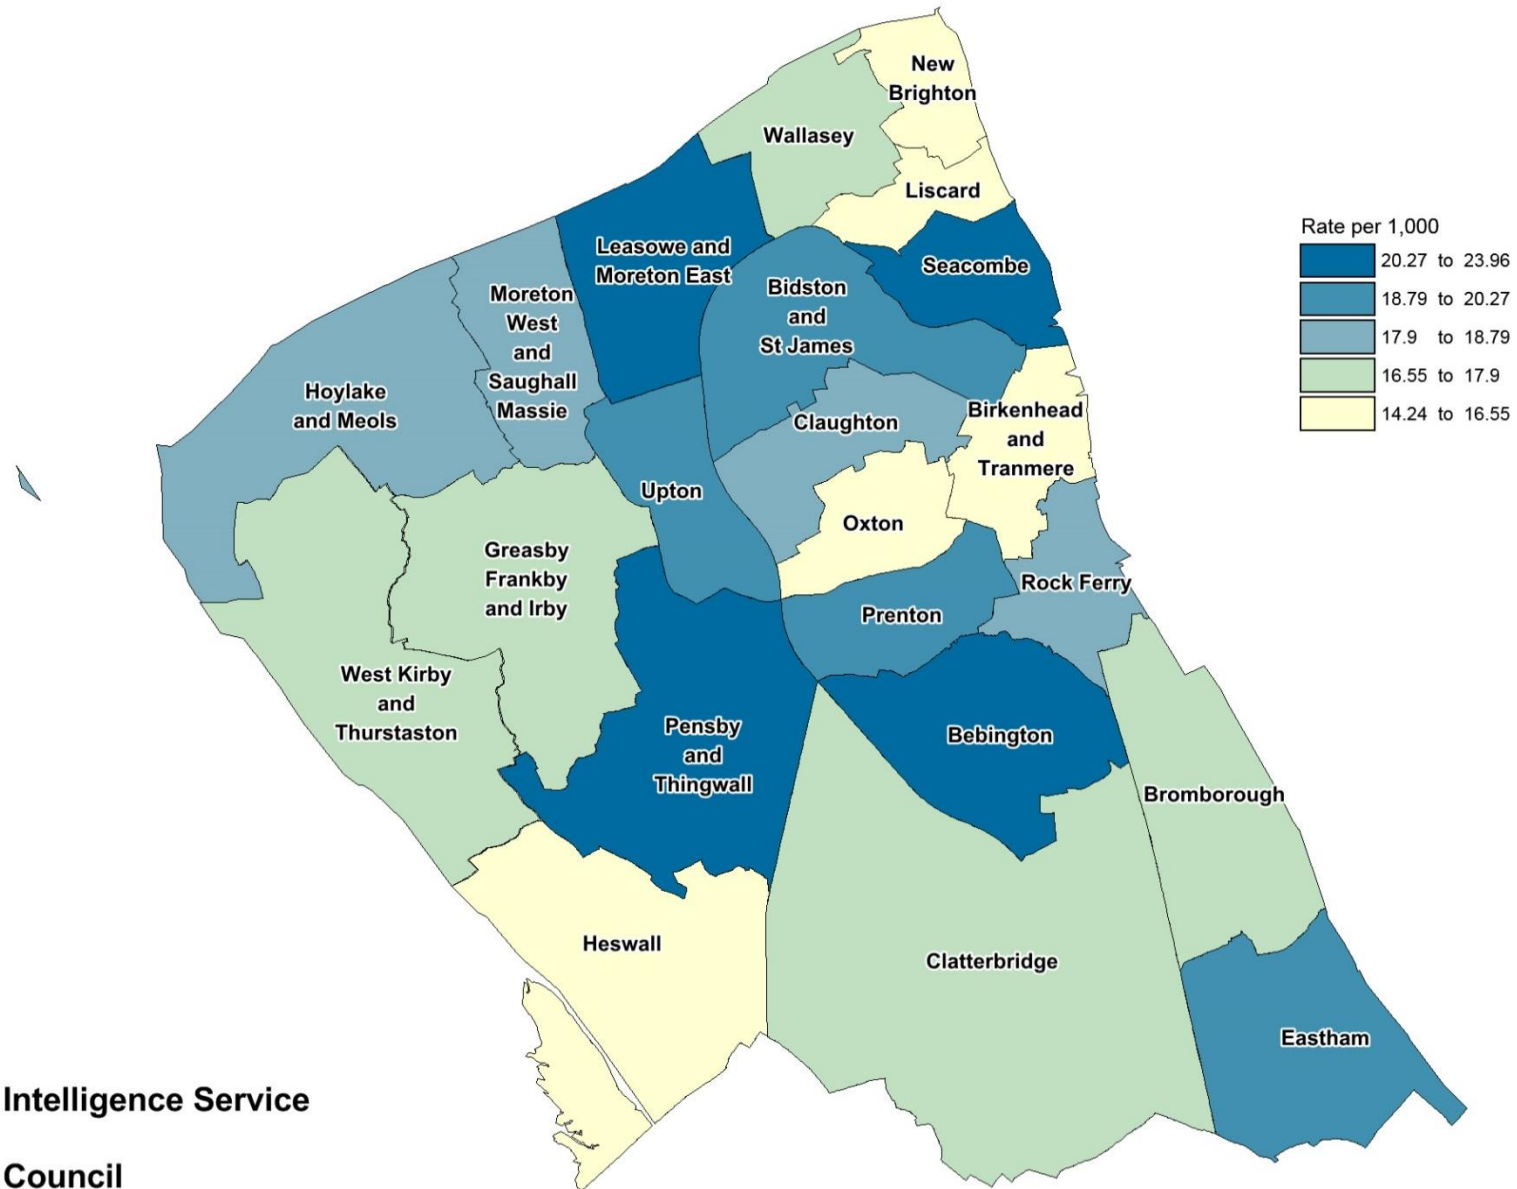 New
Brighton
Wallasey
Liscard
Rate per 1,000
20.27 to 23.96
18.79 to 20.27
17.9 to 18.79
16.55 to 17.9
14.24 to 16.55
Leasowe and
Moreton East
Seacombe
Bidston
and
St James
Moreton
West
and
Saughall
Massie
Hoylake
and Meols
Claughton
Birkenhead
and
Tranmere
Upton
Oxton
Greasby
Frankby
and Irby
Rock Ferry
Prenton
West Kirby
and
Thurstaston
Pensby
and
Thingwall
Bebington
Bromborough
Heswall
Clatterbridge
Eastham
Intelligence Service
Council